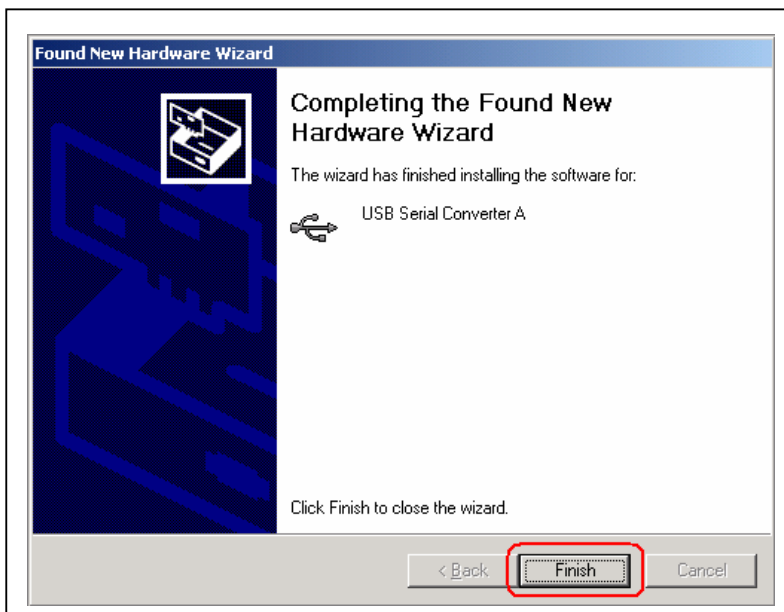 Found New Hardware Wizard
Completing the Found New
Hardware Wizard
The wizard has finished installing the software for:
USB Serial Converter A
Click Finish to close the wizard.
< Back
Finish
Cancel